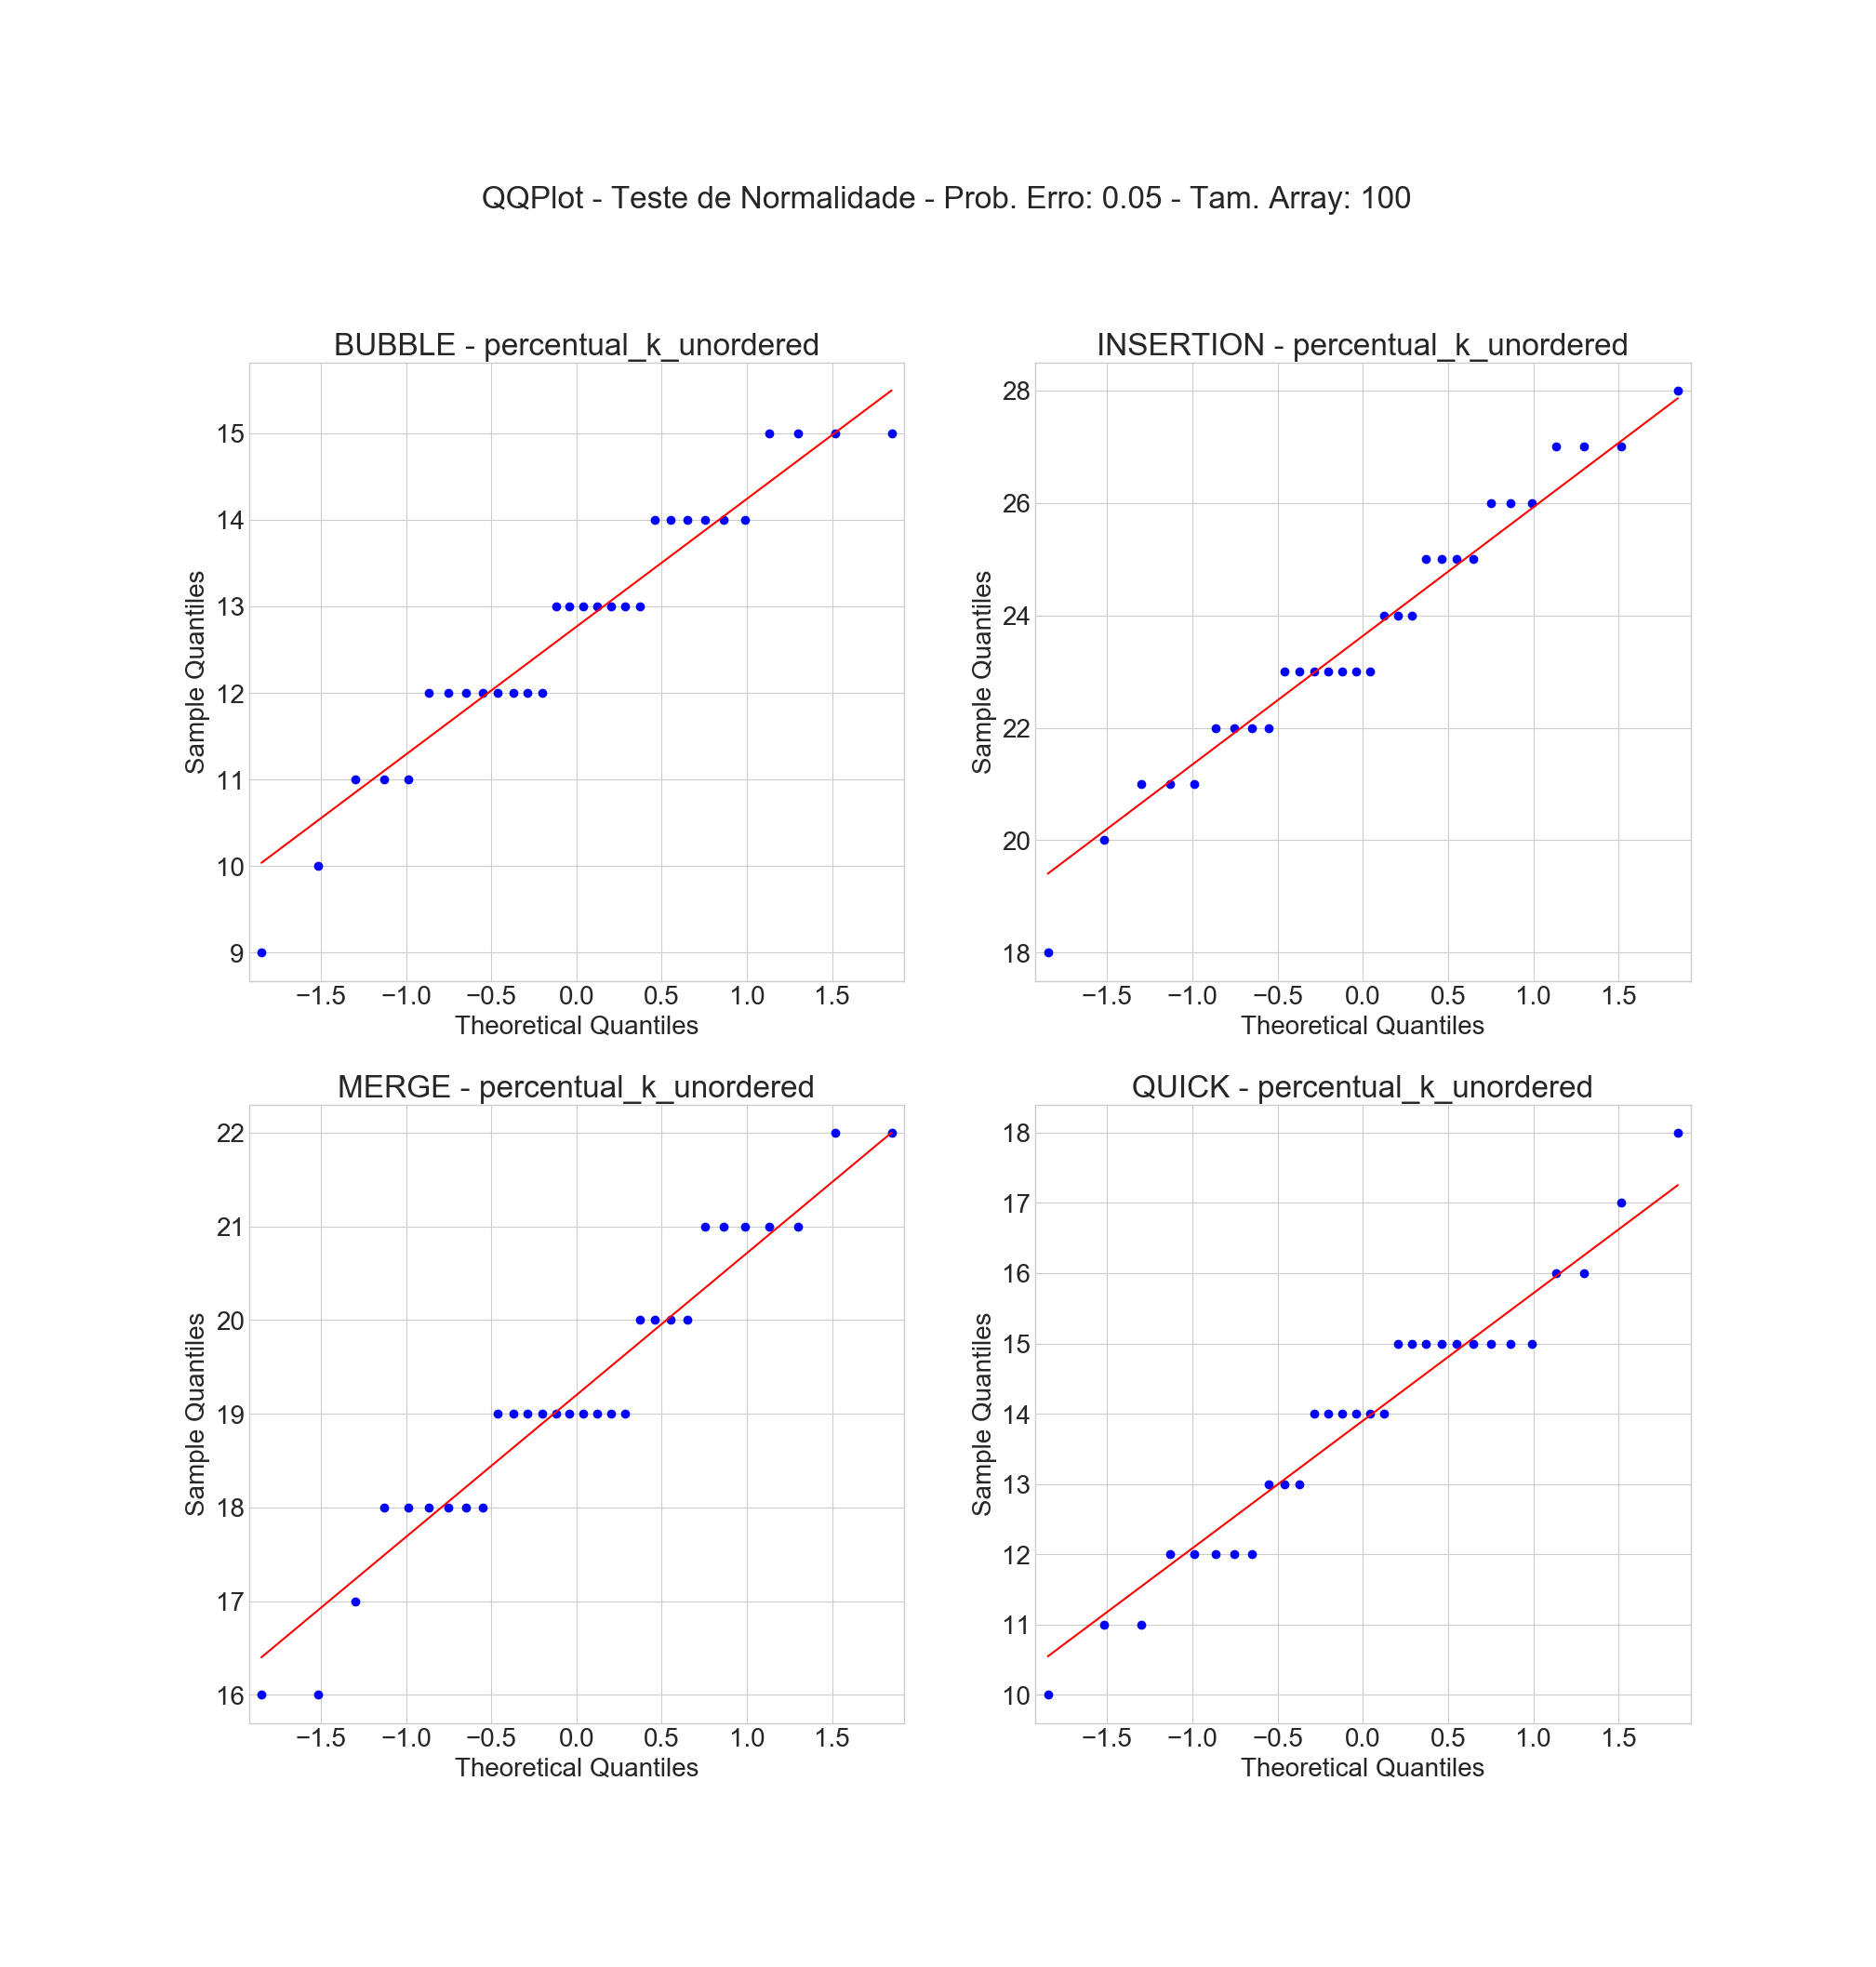 QQPlot - Teste de Normalidade - Prob. Erro: 0.05 - Tam. Array: 100
BUBBLE - percentual_k_unordered
15
14
13
12
11
10
9
Sample Quantiles
−1.5 −1.0 −0.5 0.0 0.5 1.0 1.5
Theoretical Quantiles
INSERTION - percentual_k_unordered
28
26
24
22
20
18
Sample Quantiles
−1.5 −1.0 −0.5 0.0 0.5 1.0 1.5
Theoretical Quantiles
MERGE - percentual_k_unordered
22
21
20
19
18
17
16
Sample Quantiles
−1.5 −1.0 −0.5 0.0 0.5 1.0 1.5
Theoretical Quantiles
QUICK - percentual_k_unordered
18
17
16
15
14
13
12
11
10
Sample Quantiles
−1.5 −1.0 −0.5 0.0 0.5 1.0 1.5
Theoretical Quantiles